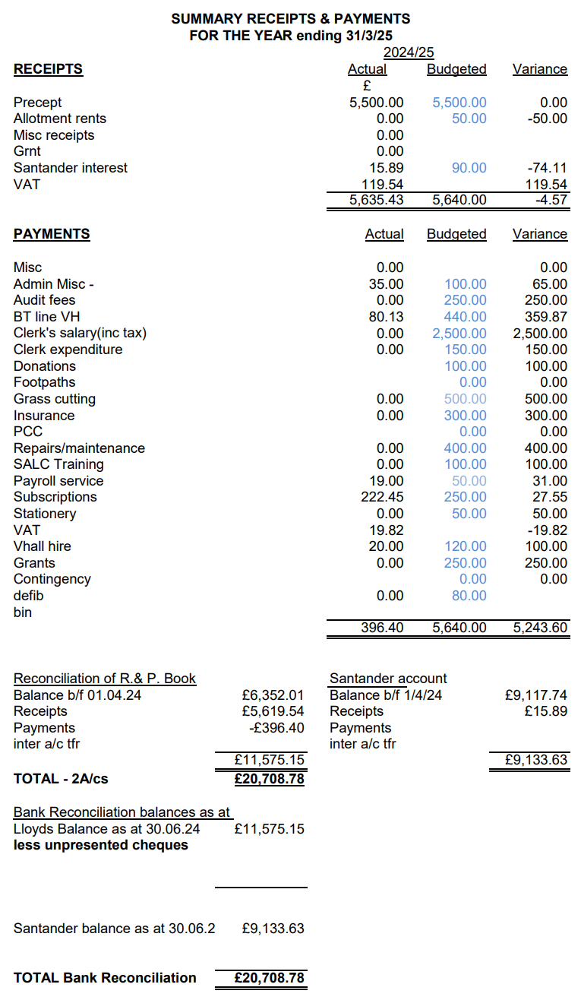 SUMMARY RECEIPTS & PAYMENTS
FOR THE YEAR ending 31/3/25
2024/25
RECEIPTS Actual Budgeted Variance
£
Precept 5,500.00 5,500.00 0.00
Allotment rents 0.00 50.00 -50.00
Misc receipts 0.00
Grnt 0.00
Santander interest 15.89 90.00 -74.11
VAT 119.54 119.54
5,635.43 5,640.00 -4.57
PAYMENTS Actual Budgeted Variance
Misc 0.00 0.00
Admin Misc - 35.00 100.00 65.00
Audit fees 0.00 250.00 250.00
BT line VH 80.13 440.00 359.87
Clerk's salary(inc tax) 0.00 2,500.00 2,500.00
Clerk expenditure 0.00 150.00 150.00
Donations 100.00 100.00
Footpaths 0.00 0.00
Grass cutting 0.00 500.00 500.00
Insurance 0.00 300.00 300.00
PCC 0.00 0.00
Repairs/maintenance 0.00 400.00 400.00
SALC Training 0.00 100.00 100.00
Payroll service 19.00 50.00 31.00
Subscriptions 222.45 250.00 27.55
Stationery 0.00 50.00 50.00
VAT 19.82 -19.82
Vhall hire 20.00 120.00 100.00
Grants 0.00 250.00 250.00
Contingency 0.00 0.00
defib 0.00 80.00
bin
396.40 5,640.00 5,243.60
Reconciliation of R.& P. Book Santander account
Balance b/f 01.04.24 £6,352.01 Balance b/f 1/4/24 £9,117.74
Receipts £5,619.54 Receipts £15.89
Payments -£396.40 Payments
inter a/c tfr inter a/c tfr
£11,575.15 £9,133.63
TOTAL - 2A/cs £20,708.78
Bank Reconciliation balances as at
Lloyds Balance as at 30.06.24 £11,575.15
less unpresented cheques
Santander balance as at 30.06.2 £9,133.63
TOTAL Bank Reconciliation £20,708.78